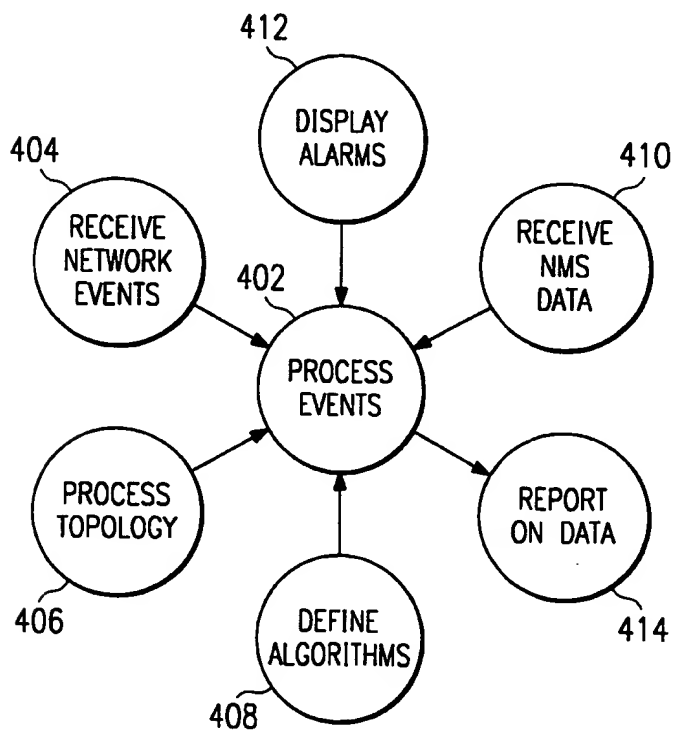 412
DISPLAY
ALARMS
404
RECEIVE
NETWORK
EVENTS
410
RECEIVE
NMS
DATA
402
PROCESS
EVENTS
PROCESS
TOPOLOGY
406
REPORT
ON DATA
414
DEFINE
ALGORITHMS
408